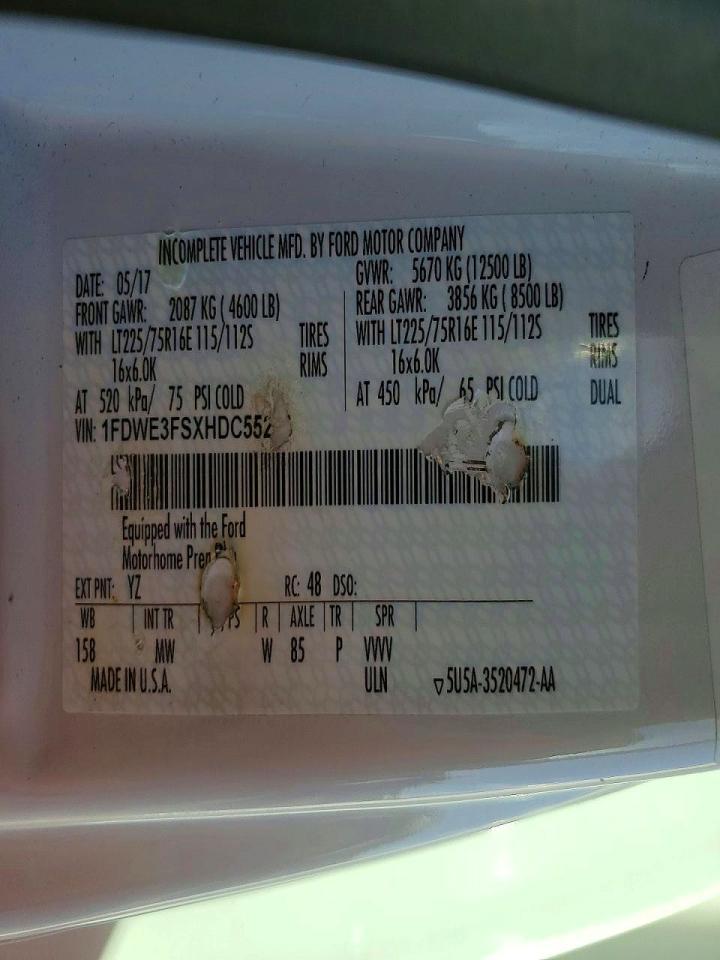 INCOMPLETE VEHICLE MFD. BY FORD MOTOR COMPANY
DATE: 05/17
GVWR: 5670 KG (12500 LB)
FRONT GAWR: 2087 KG ( 4600 LB)
REAR GAWR: 3856 KG ( 8500 LB)
WITH LT225/75R16E 115/112S TIRES
WITH LT225/75R16E 115/112S TIRES
16x6.0K RIMS
16x6.0K RIMS
AT 520 kPa/ 75 PSI COLD
AT 450 kPa/ 65 PSI COLD DUAL
VIN: 1FDWE3FSXHDC552
Equipped with the Ford
Motorhome
EXT PNT: YZ RC: 48 DSO:
WB INT TR R AXLE TR SPR
158 MW W 85 P VVVV
MADE IN U.S.A. ULN ▽5U5A-3520472-AA